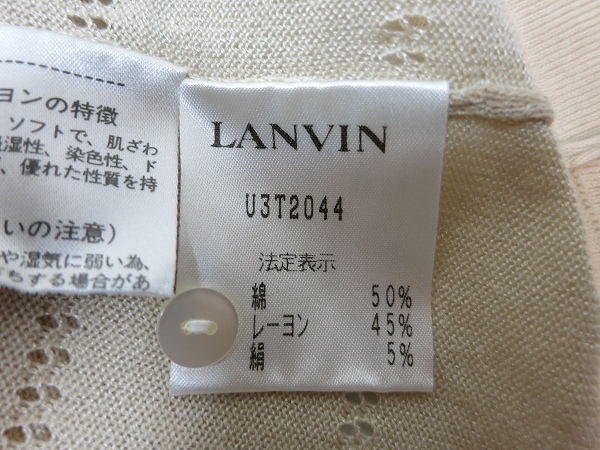 ヨンの特徴
ソフトで、肌ざわ
湿性、染色性、ド
、優れた性質を持
いの注意)
や湿気に弱い為、
ちする場合があ
LANVIN
U3T2044
法定表示
綿 50%
レーヨン 45%
絹 5%